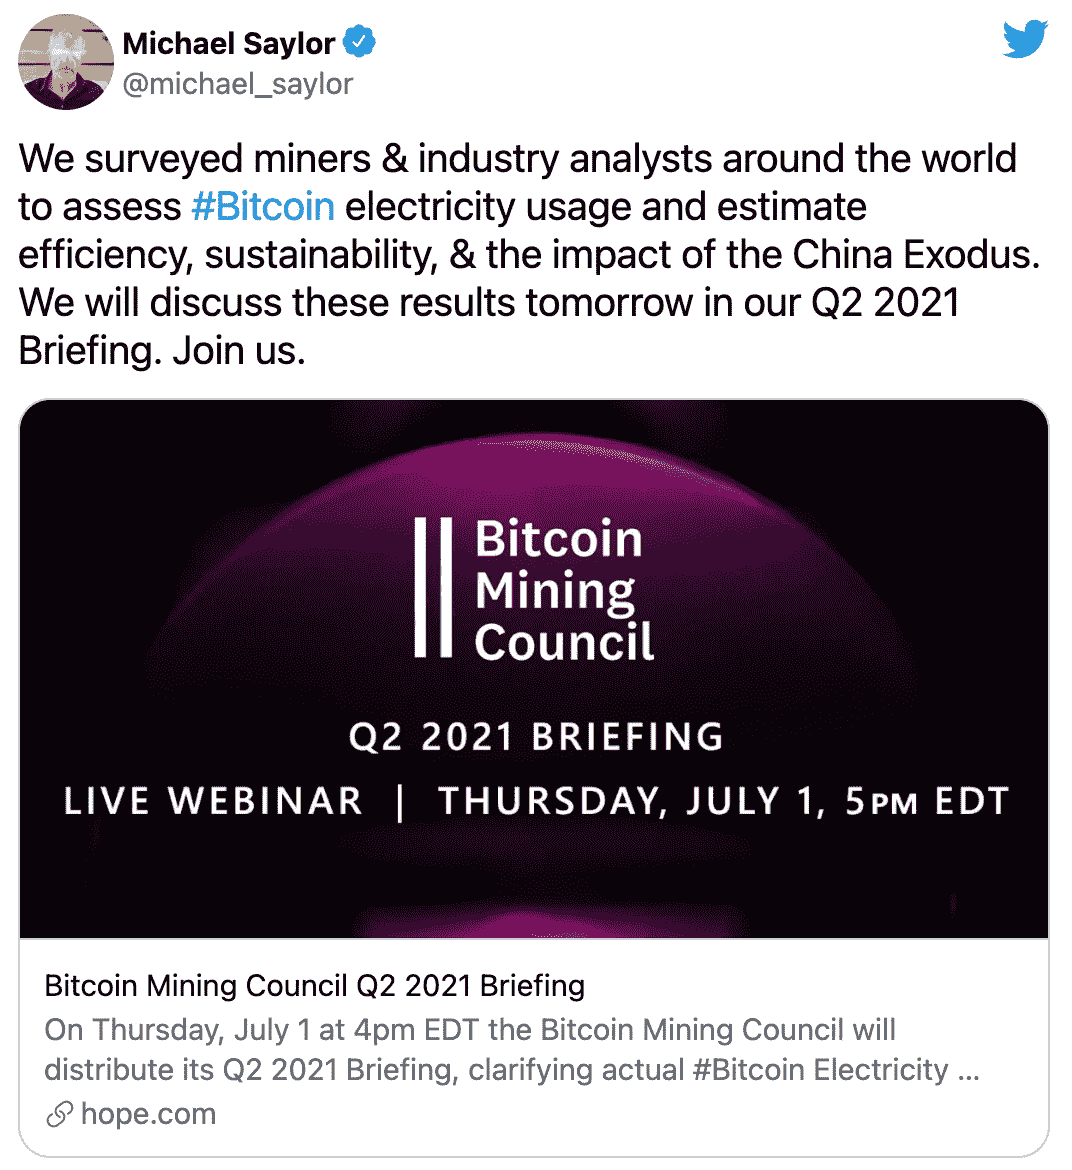 Michael Saylor
@michael_saylor
We surveyed miners & industry analysts around the world
to assess #Bitcoin electricity usage and estimate
efficiency, sustainability, & the impact of the China Exodus.
We will discuss these results tomorrow in our Q2 2021
Briefing. Join us.
Bitcoin
Mining
Council
Q2 2021 BRIEFING
LIVE WEBINAR | THURSDAY, JULY 1, 5PM EDT
Bitcoin Mining Council Q2 2021 Briefing
On Thursday, July 1 at 4pm EDT the Bitcoin Mining Council will
distribute its Q2 2021 Briefing, clarifying actual #Bitcoin Electricity ...
hope.com